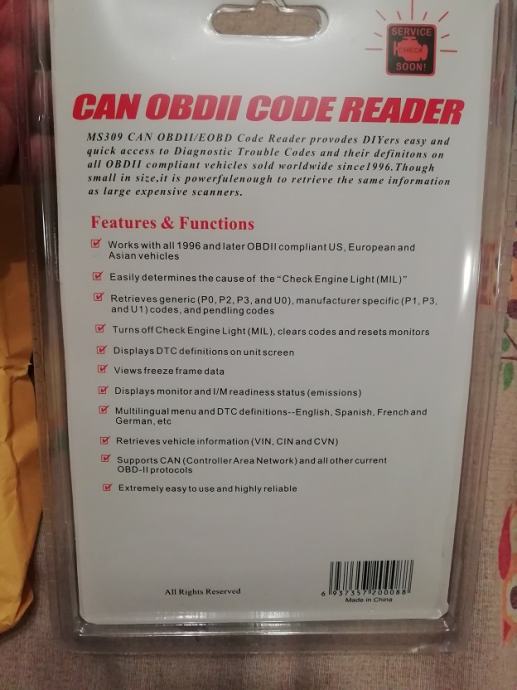 SERVICE
CHECK
SOON!
CAN OBDII CODE READER
MS309 CAN OBDII/EOBD Code Reader provodes DIYers easy and
quick access to Diagnostic Trouble Codes and their definitons on
all OBDII compliant vehicles sold worldwide since1996.Though
small in size,it is powerfulenough to retrieve the same information
as large expensive scanners.
Features & Functions
Works with all 1996 and later OBDII compliant US, European and
Asian vehicles
Easily determines the cause of the "Check Engine Light (MIL)"
Retrieves generic (P0, P2, P3, and U0), manufacturer specific (P1, P3,
and U1) codes, and pendling codes
Turns off Check Engine Light (MIL), clears codes and resets monitors
Displays DTC definitions on unit screen
Views freeze frame data
Displays monitor and I/M readiness status (emissions)
Multilingual menu and DTC definitions--English, Spanish, French and
German, etc
Retrieves vehicle information (VIN, CIN and CVN)
Supports CAN (Controller Area Network) and all other current
OBD-II protocols
Extremely easy to use and highly reliable
All Rights Reserved
6 937357 200088
Made in China